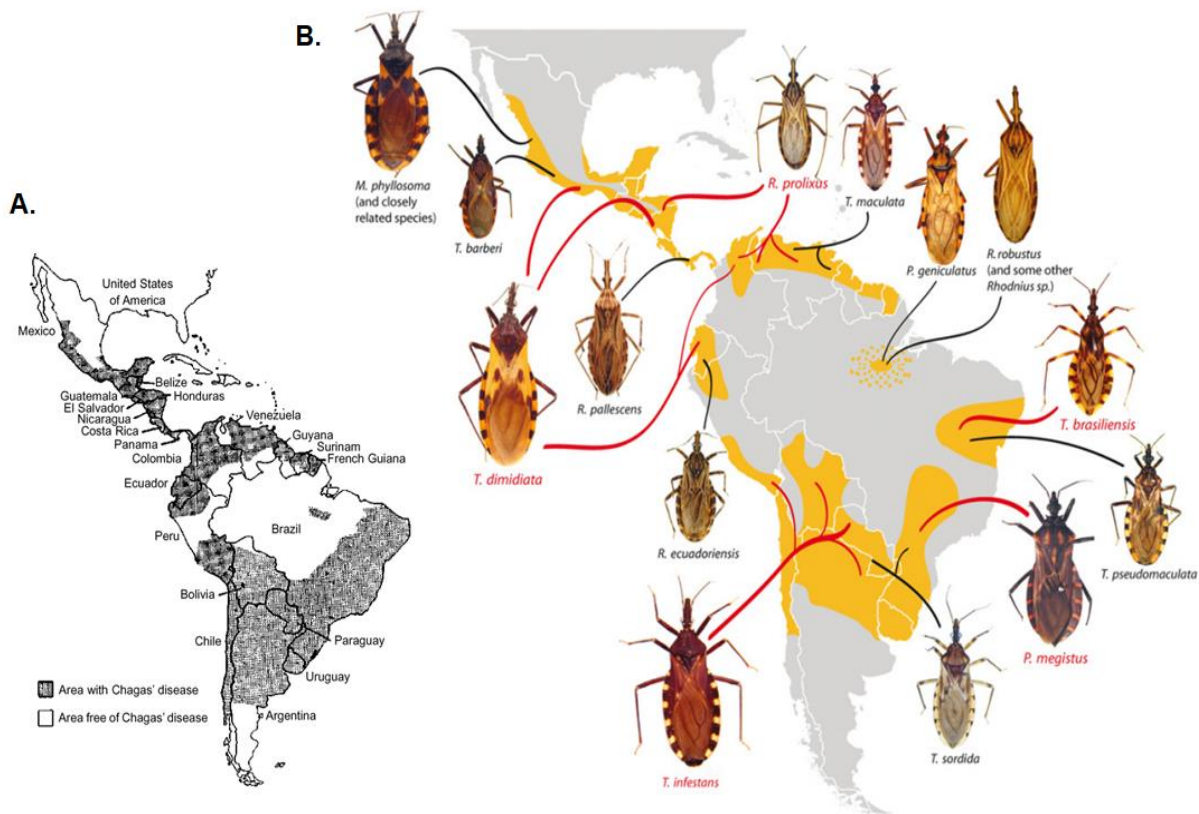 A.
United States
of America
Mexico
Belize
Honduras
Guatemala
El Salvador
Nicaragua
Costa Rica
Panama
Venezuela
Guyana
Surinam
French Guiana
Colombia
Ecuador
Peru
Brazil
Bolivia
Chile
Paraguay
Uruguay
Argentina
Area with Chagas' disease
Area free of Chagas' disease
B.
M. phyllosoma
(and closely
related species)
T. barberi
R. prolixus
T. maculata
P. geniculatus
R. robustus
(and some other
Rhodnius sp.)
T. dimidiata
R. pallescens
R. ecuadoriensis
T. brasiliensis
T. pseudomaculata
P. megistus
T. sordida
T. infestans